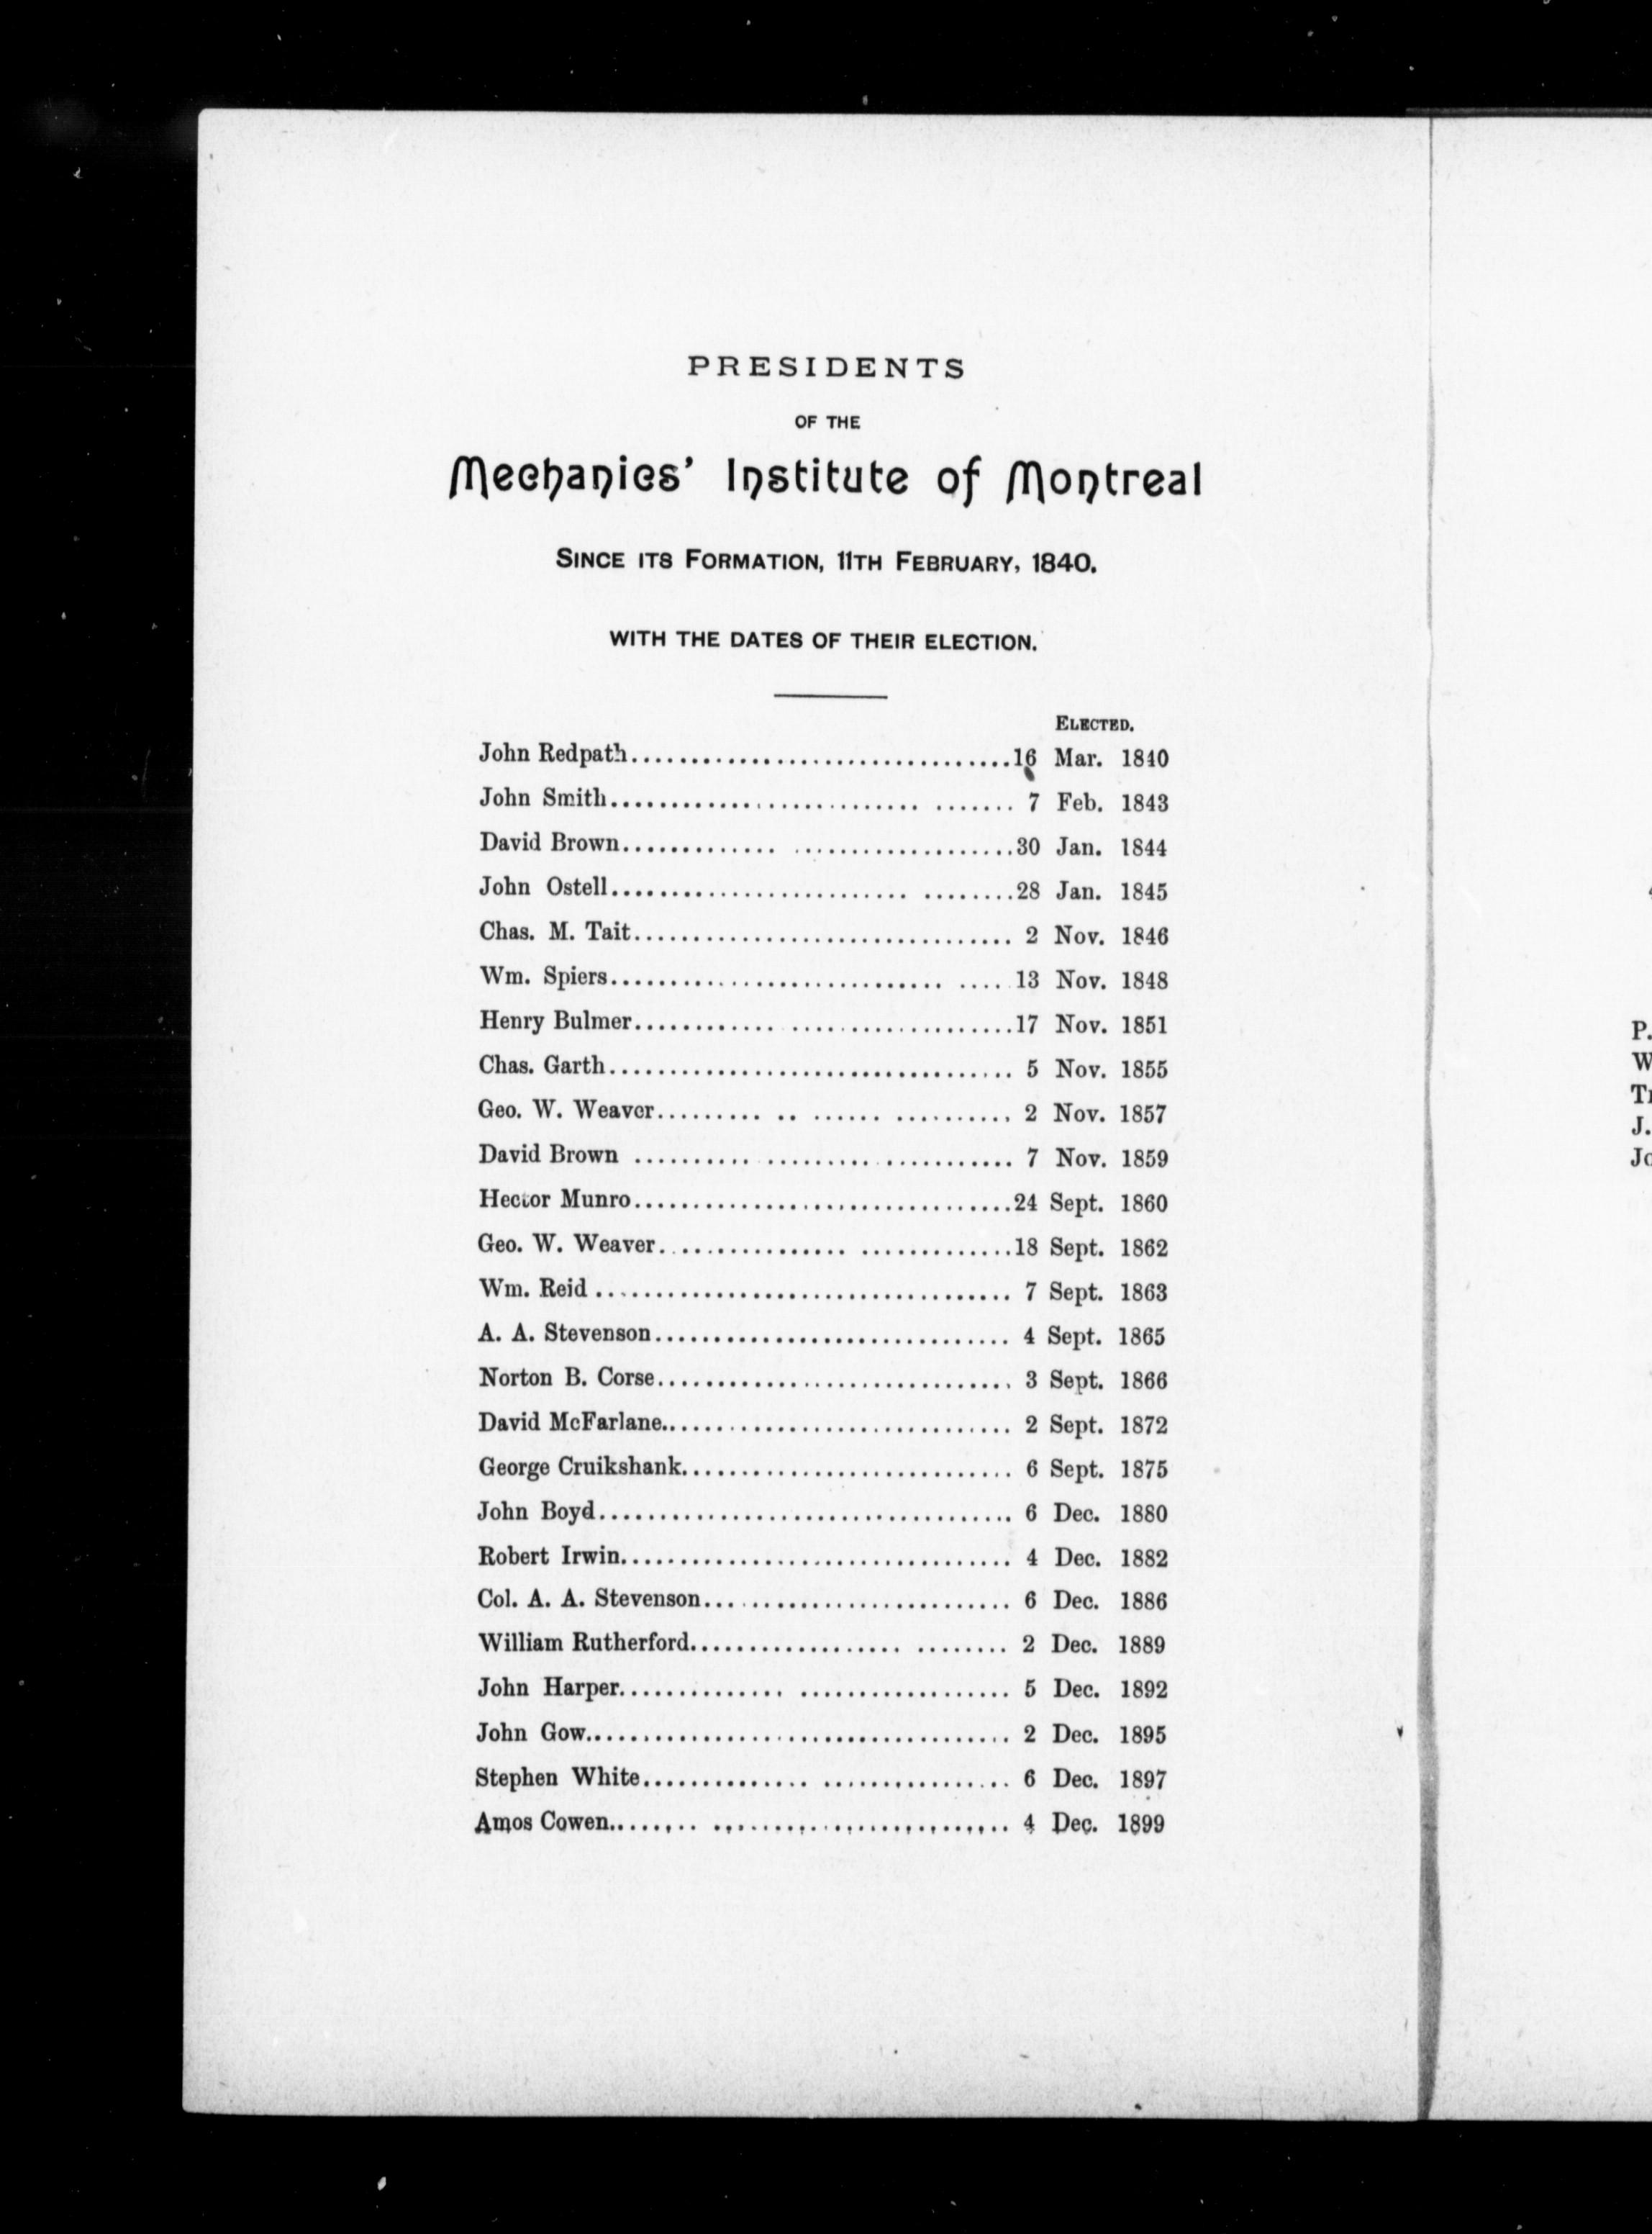 PRESIDENTS
OF THE
Mechanics' Institute of Montreal
SINCE ITS FORMATION, 11TH FEBRUARY, 1840.
WITH THE DATES OF THEIR ELECTION.
ELECTED.
John Redpath................................16 Mar. 1840
John Smith.......................... ....... 7 Feb. 1843
David Brown............. ...................30 Jan. 1844
John Ostell......................... ........28 Jan. 1845
Chas. M. Tait................................ 2 Nov. 1846
Wm. Spiers............................ .....13 Nov. 1848
Henry Bulmer............ ...................17 Nov. 1851
Chas. Garth.................................. 5 Nov. 1855
Geo. W. Weaver......... .. ...... .......... 2 Nov. 1857
David Brown .......... ..................... 7 Nov. 1859
Hector Munro................................24 Sept. 1860
Geo. W. Weaver................ .............18 Sept. 1862
Wm. Reid ................................... 7 Sept. 1863
A. A. Stevenson.............................. 4 Sept. 1865
Norton B. Corse.............................. 3 Sept. 1866
David McFarlane.............................. 2 Sept. 1872
George Cruikshank............................ 6 Sept. 1875
John Boyd................................... 6 Dec. 1880
Robert Irwin................................. 4 Dec. 1882
Col. A. A. Stevenson.......................... 6 Dec. 1886
William Rutherford.................. ........ 2 Dec. 1889
John Harper.............. .................. 5 Dec. 1892
John Gow.................................... 2 Dec. 1895
Stephen White.............. ................ 6 Dec. 1897
Amos Cowen........ ......................... 4 Dec. 1899
P.
W
J.
Jo